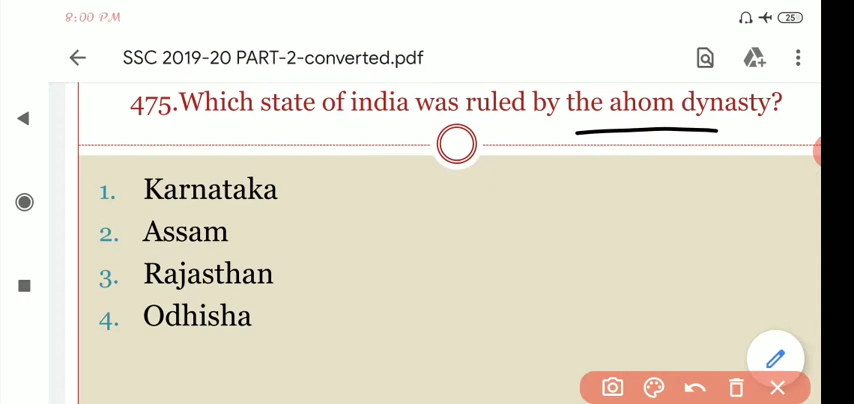 8:00 PM
25
SSC 2019-20 PART-2-converted.pdf
475.Which state of india was ruled by the ahom dynasty?
1. Karnataka
2. Assam
3. Rajasthan
4. Odhisha